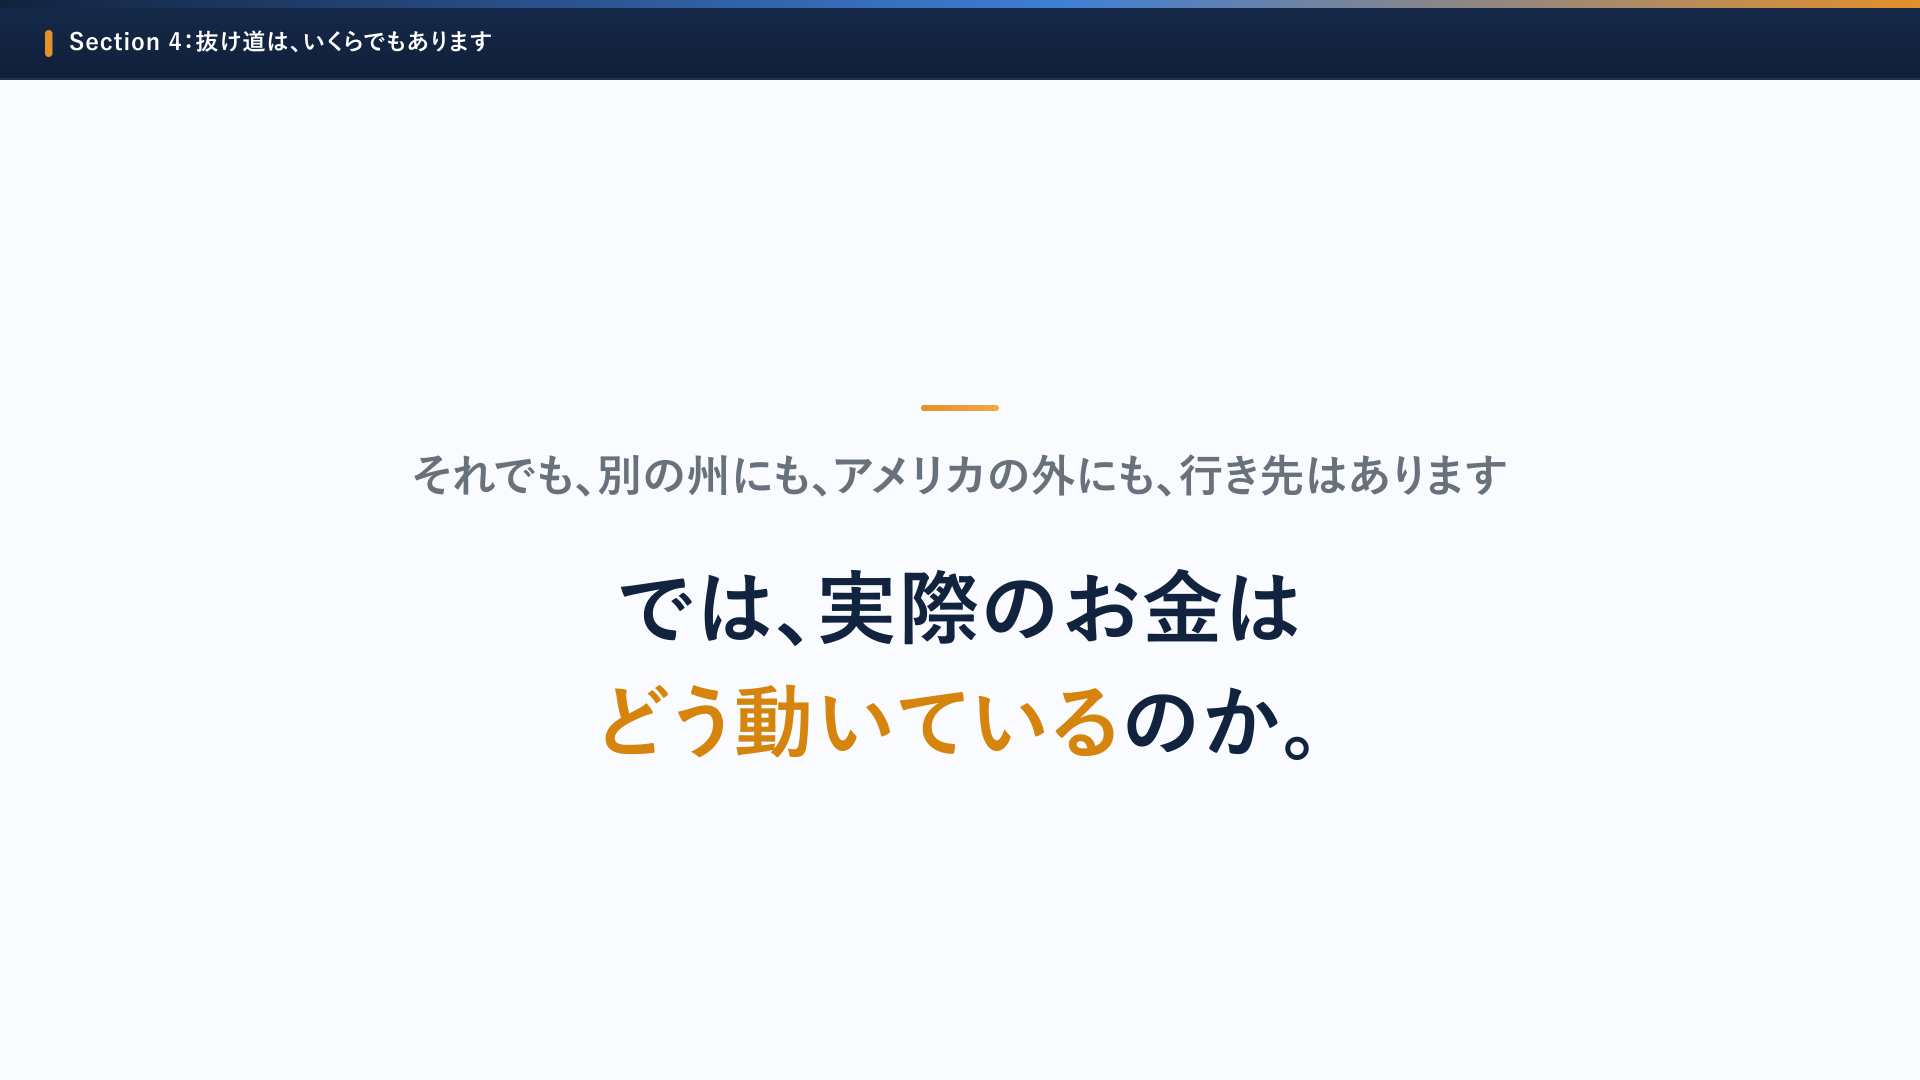 Section 4：抜け道は、いくらでもあります
それでも、別の州にも、アメリカの外にも、行き先はあります
では、実際のお金は
どう動いているのか。